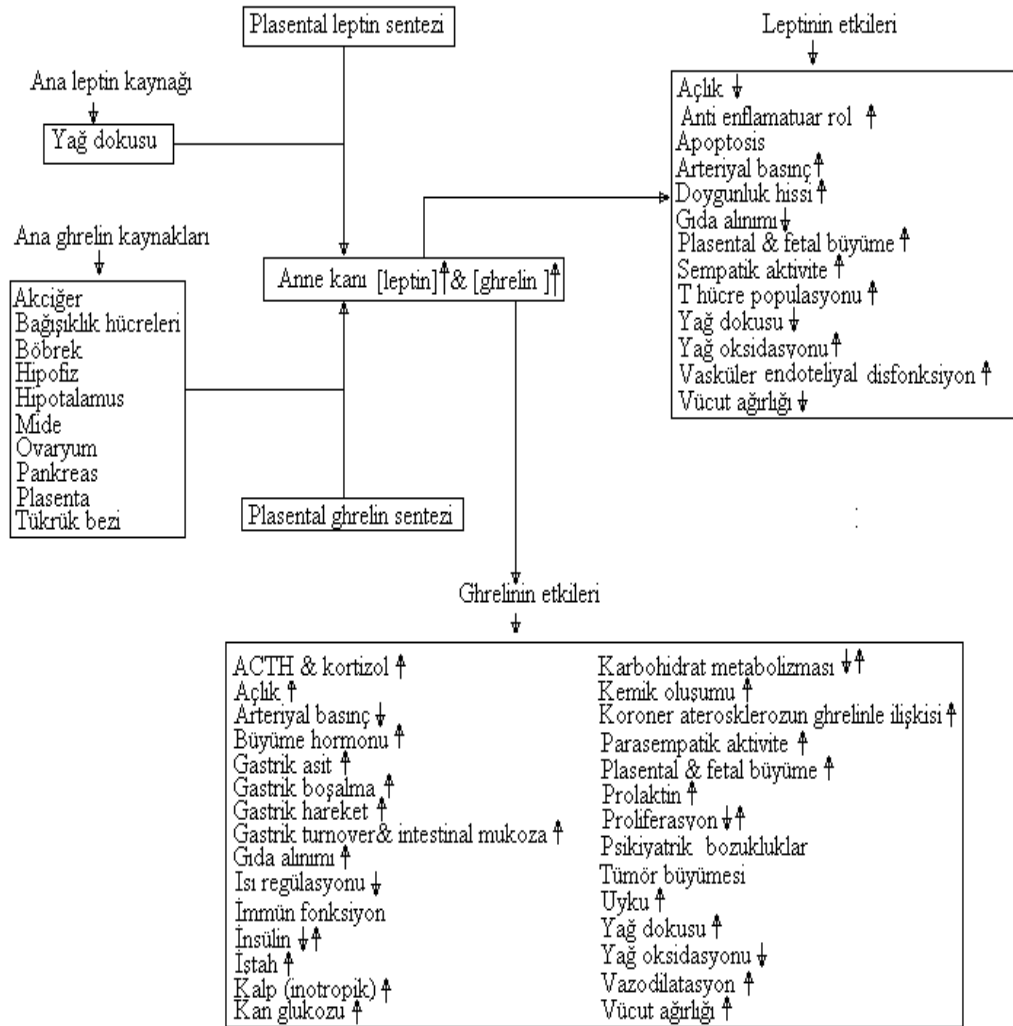 Plasental leptin sentezi
Ana leptin kaynağı
Yağ dokusu
Ana ghrelin kaynakları
Akciğer
Bağışıklık hücreleri
Böbrek
Hipofiz
Hipotalamus
Mide
Ovaryum
Pankreas
Plasenta
Tükrük bezi
Anne kanı [leptin]↑ & [ghrelin ]↑
Plasental ghrelin sentezi
Leptinin etkileri
Açlık ↓
Anti enflamatuar rol ↑
Apoptosis
Arteriyal basınç ↑
Doygunluk hissi ↑
Gıda alınımı ↓
Plasental & fetal büyüme ↑
Sempatik aktivite ↑
T hücre populasyonu ↑
Yağ dokusu ↓
Yağ oksidasyonu ↑
Vasküler endoteliyal disfonksiyon ↑
Vücut ağırlığı ↓
Ghrelinin etkileri
ACTH & kortizol ↑
Açlık ↑
Arteriyal basınç ↓
Büyüme hormonu ↑
Gastrik asit ↑
Gastrik boşalma ↑
Gastrik hareket ↑
Gastrik turnover& intestinal mukoza ↑
Gıda alınımı ↑
Isı regülasyonu ↓
İmmün fonksiyon
İnsülin ↓↑
İştah ↑
Kalp (inotropik) ↑
Kan glukozu ↑
Karbohidrat metabolizması ↓↑
Kemik oluşumu ↑
Koroner aterosklerozun ghrelinle ilişkisi ↑
Parasempatik aktivite ↑
Plasental & fetal büyüme ↑
Prolaktin ↑
Proliferasyon ↓↑
Psikiyatrik bozukluklar
Tümör büyümesi
Uyku ↑
Yağ dokusu ↑
Yağ oksidasyonu ↓
Vazodilatasyon ↑
Vücut ağırlığı ↑